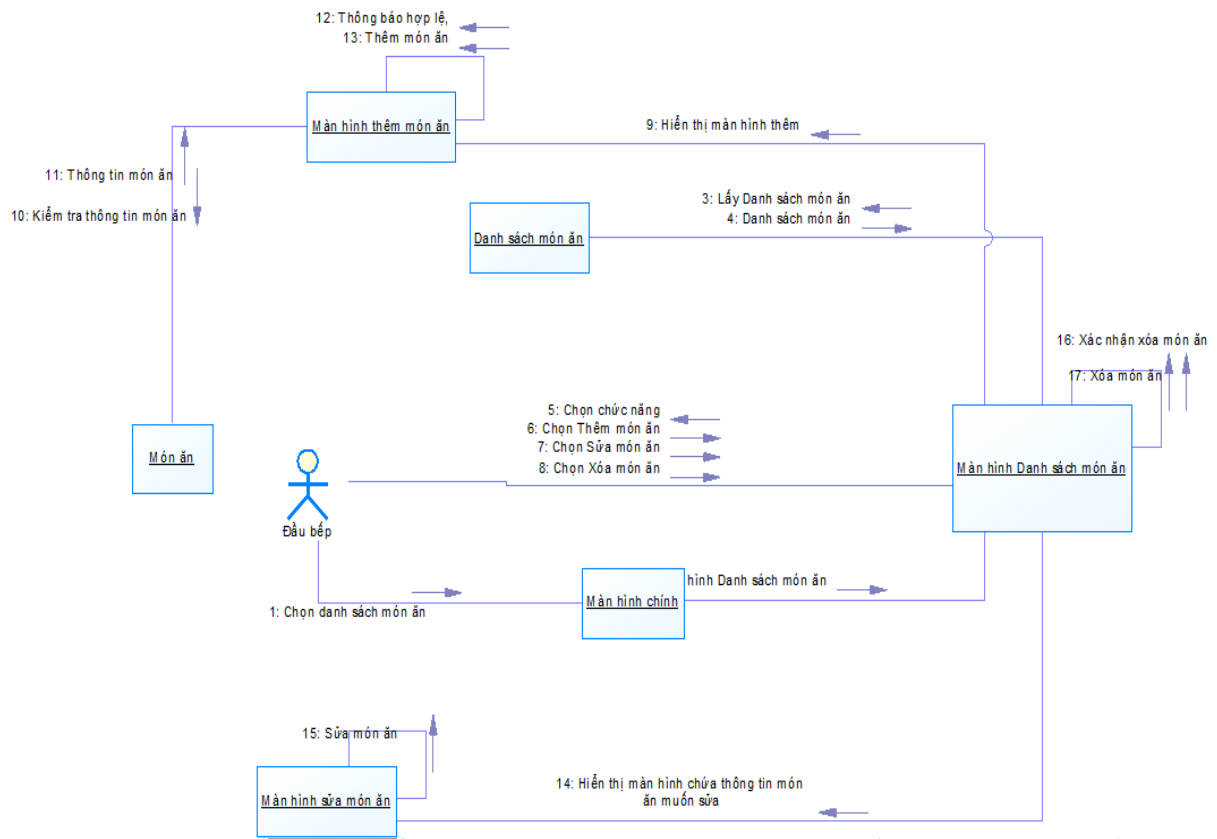 12: Thông báo hợp lệ,
13: Thêm món ăn
Màn hình thêm món ăn
9: Hiển thị màn hình thêm
11: Thông tin món ăn
10: Kiểm tra thông tin món ăn
3: Lấy Danh sách món ăn
4: Danh sách món ăn
Danh sách món ăn
16: Xác nhận xóa món ăn
17: Xóa món ăn
5: Chọn chức năng
6: Chọn Thêm món ăn
7: Chọn Sửa món ăn
8: Chọn Xóa món ăn
Món ăn
Màn hình Danh sách món ăn
Đầu bếp
hình Danh sách món ăn
Màn hình chính
1: Chọn danh sách món ăn
15: Sửa món ăn
Màn hình sửa món ăn
14: Hiển thị màn hình chứa thông tin món
ăn muốn sửa